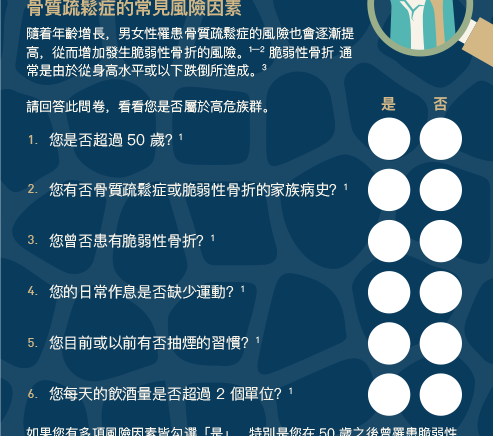 骨質疏鬆症的常見風險因素
隨着年齡增長，男女性罹患骨質疏鬆症的風險也會逐漸提
高，從而增加發生脆弱性骨折的風險。¹⁻² 脆弱性骨折 通
常是由於從身高水平或以下跌倒所造成。³
請回答此問卷，看看您是否屬於高危族群。
是 否
1. 您是否超過 50 歲? ¹
2. 您有否骨質疏鬆症或脆弱性骨折的家族病史? ¹
3. 您曾否患有脆弱性骨折? ¹
4. 您的日常作息是否缺少運動? ¹
5. 您目前或以前有否抽煙的習慣? ¹
6. 您每天的飲酒量是否超過 2 個單位? ¹
如果您有多項風險因素皆勾選「是」，特別是您在 50 歲之後曾罹患脆弱性